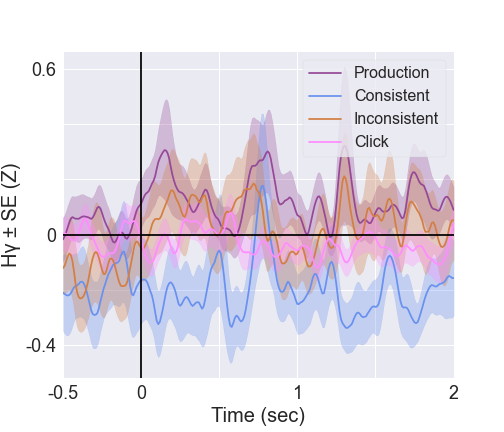 Production
Consistent
Inconsistent
Click
0.6
0
-0.4
Hγ ± SE (Z)
-0.5
0
1
2
Time (sec)